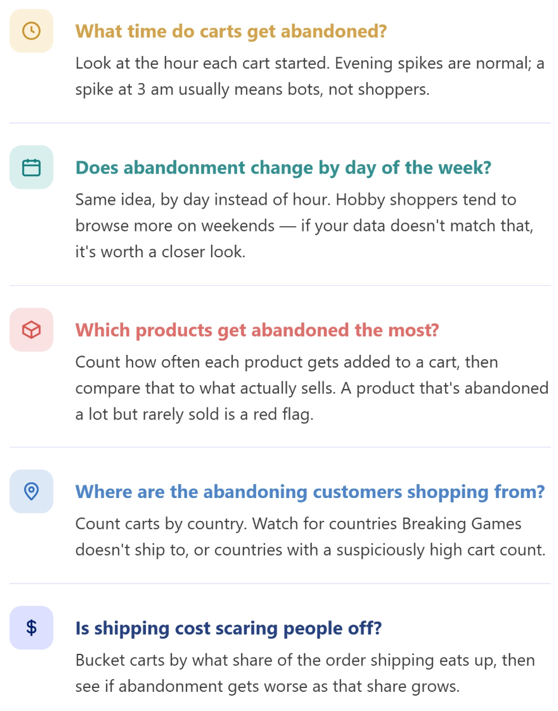 What time do carts get abandoned?
Look at the hour each cart started. Evening spikes are normal; a
spike at 3 am usually means bots, not shoppers.
Does abandonment change by day of the week?
Same idea, by day instead of hour. Hobby shoppers tend to
browse more on weekends — if your data doesn't match that,
it's worth a closer look.
Which products get abandoned the most?
Count how often each product gets added to a cart, then
compare that to what actually sells. A product that's abandoned
a lot but rarely sold is a red flag.
Where are the abandoning customers shopping from?
Count carts by country. Watch for countries Breaking Games
doesn't ship to, or countries with a suspiciously high cart count.
$ Is shipping cost scaring people off?
Bucket carts by what share of the order shipping eats up, then
see if abandonment gets worse as that share grows.